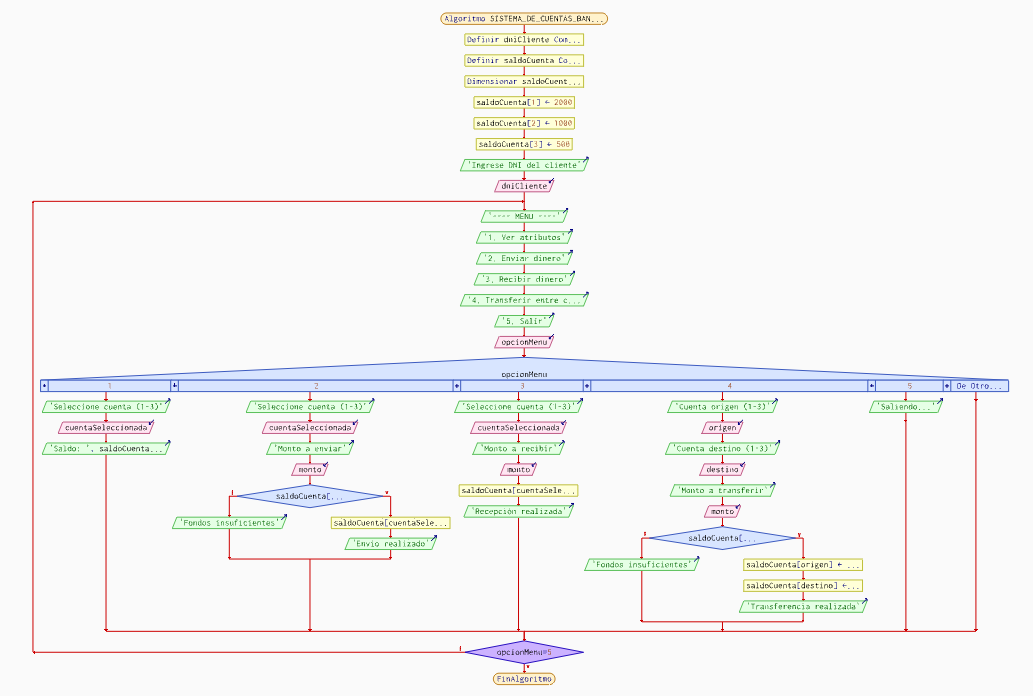 Algoritmo SISTEMA_DE_CUENTAS_BAN...
Definir dniCliente Com...
Definir saldoCuenta Co...
Dimensionar saldoCuent...
saldoCuenta[1] ← 2000
saldoCuenta[2] ← 1000
saldoCuenta[3] ← 500
'Ingrese DNI del cliente'
dniCliente
'---- MENU ----'
'1. Ver atributos'
'2. Enviar dinero'
'3. Recibir dinero'
'4. Transferir entre c...
'5. Salir'
opcionMenu
opcionMenu
1 2 3 4 5 De Otro...
'Seleccione cuenta (1-3)' 'Seleccione cuenta (1-3)' 'Seleccione cuenta (1-3)' 'Cuenta origen (1-3)' 'Saliendo...'
cuentaSeleccionada cuentaSeleccionada cuentaSeleccionada origen
'Saldo: ', saldoCuenta... 'Monto a enviar' 'Monto a recibir' 'Cuenta destino (1-3)'
monto monto destino
saldoCuenta[cuentaSele... 'Monto a transferir'
F saldoCuenta[... V
'Recepción realizada' monto
'Fondos insuficientes' saldoCuenta[cuentaSele...
F saldoCuenta[... V
'Envio realizado'
'Fondos insuficientes' saldoCuenta[origen] ← ...
saldoCuenta[destino] ←...
'Transferencia realizada'
F opcionMenu=5
V
FinAlgoritmo